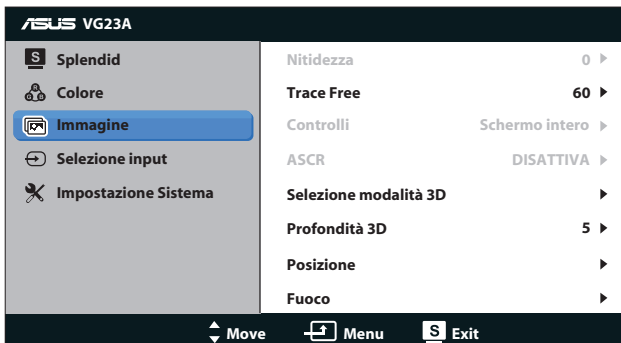 ASUS VG23A
S Splendid
Colore
Immagine
Selezione input
Impostazione Sistema
Nitidezza 0
Trace Free 60
Controlli Schermo intero
ASCR DISATTIVA
Selezione modalità 3D
Profondità 3D 5
Posizione
Fuoco
Move Menu S Exit